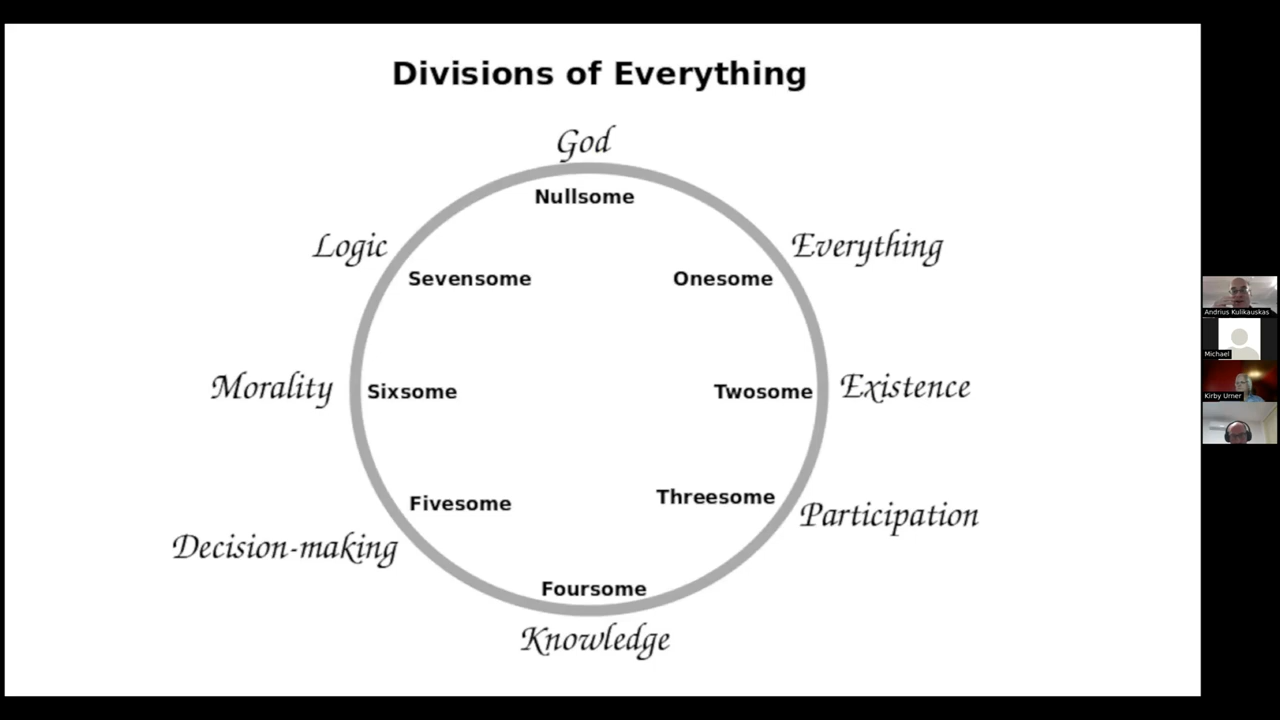 Divisions of Everything
God
Nullsome
Logic
Everything
Sevensome
Onesome
Morality
Sixsome
Twosome
Existence
Fivesome
Threesome
Participation
Decision-making
Foursome
Knowledge
Andrius Kulikauskas
Michael
Kirby Urner